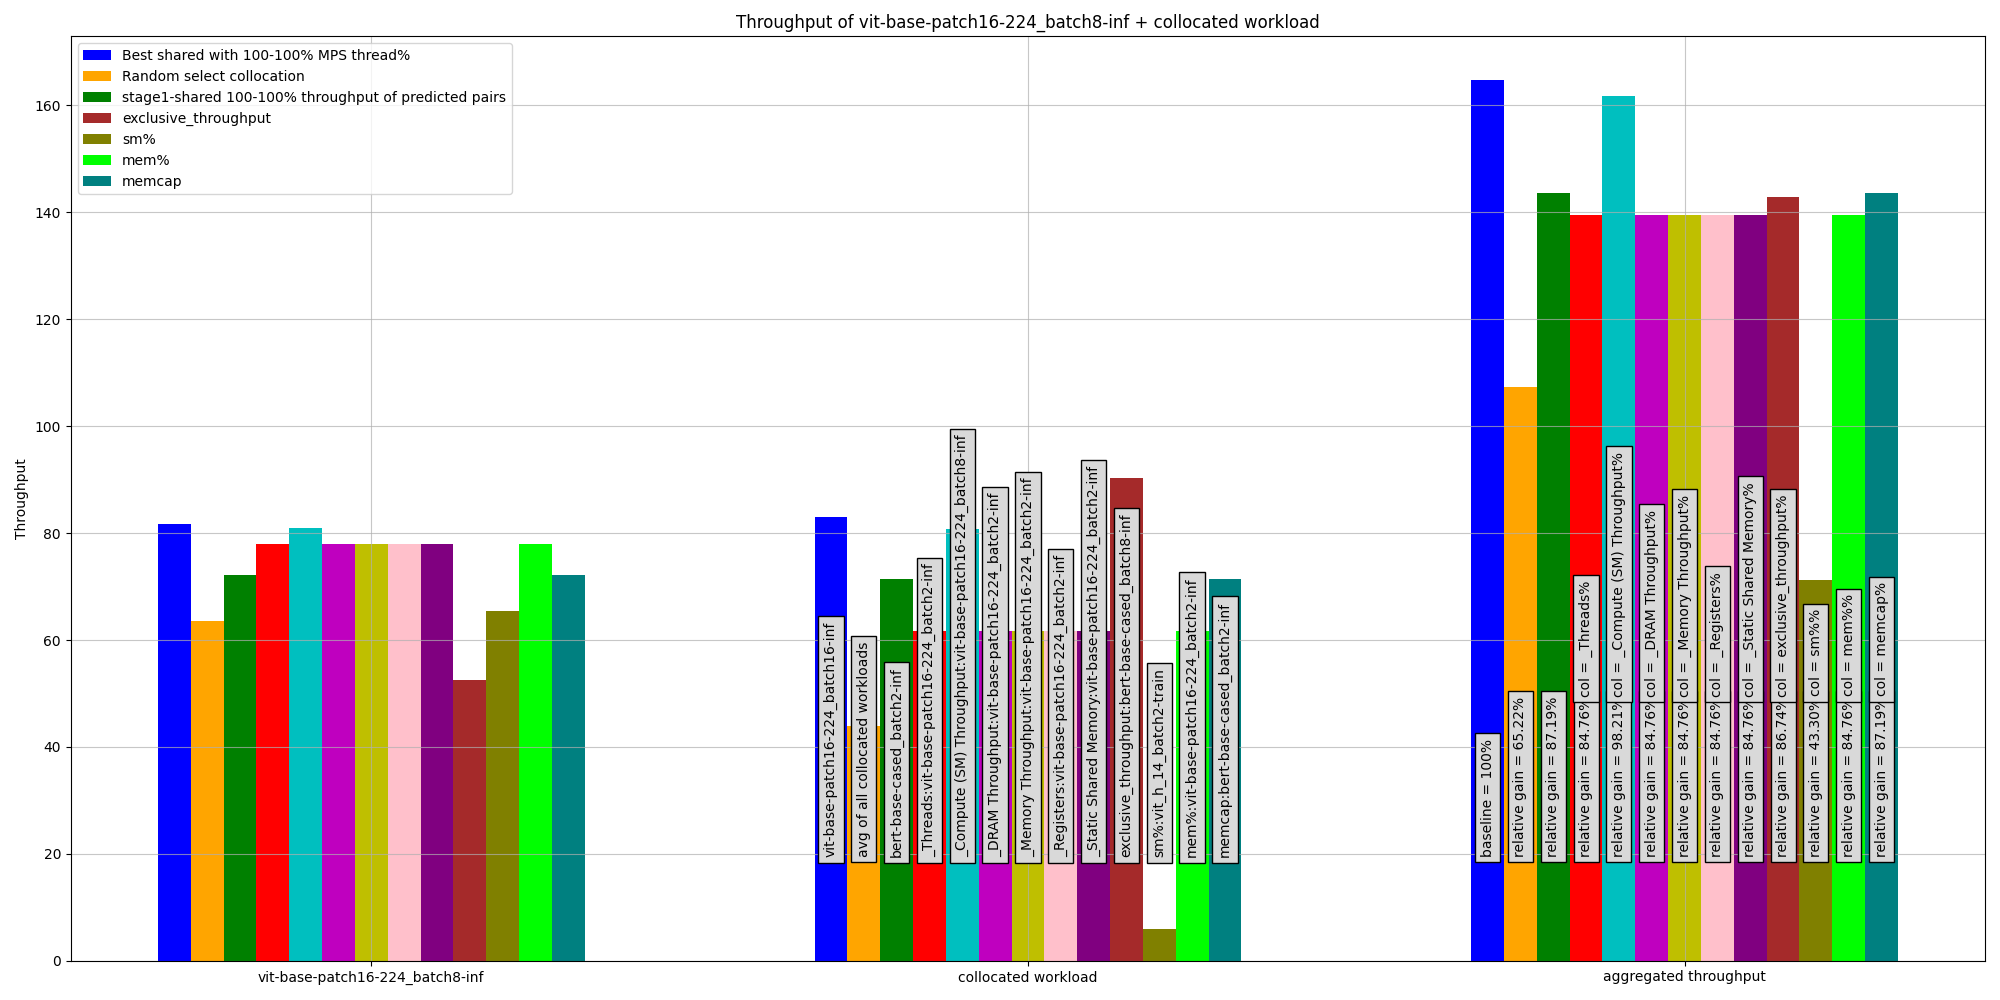 Throughput of vit-base-patch16-224_batch8-inf + collocated workload
Best shared with 100-100% MPS thread%
Random select collocation
stage1-shared 100-100% throughput of predicted pairs
exclusive_throughput
sm%
mem%
memcap
Throughput
160
140
120
100
80
60
40
20
0
vit-base-patch16-224_batch16-inf
avg of all collocated workloads
bert-base-cased_batch2-inf
_Threads:vit-base-patch16-224_batch2-inf
_Compute (SM) Throughput:vit-base-patch16-224_batch8-inf
_DRAM Throughput:vit-base-patch16-224_batch2-inf
_Memory Throughput:vit-base-patch16-224_batch2-inf
_Registers:vit-base-patch16-224_batch2-inf
_Static Shared Memory:vit-base-patch16-224_batch2-inf
exclusive_throughput:bert-base-cased_batch8-inf
sm%:vit_h_14_batch2-train
mem%:vit-base-patch16-224_batch2-inf
memcap:bert-base-cased_batch2-inf
baseline = 100%
relative gain = 65.22%
relative gain = 87.19%
relative gain = 84.76% col = _Threads%
relative gain = 98.21% col = _Compute (SM) Throughput%
relative gain = 84.76% col = _DRAM Throughput%
relative gain = 84.76% col = _Memory Throughput%
relative gain = 84.76% col = _Registers%
relative gain = 84.76% col = _Static Shared Memory%
relative gain = 86.74% col = exclusive_throughput%
relative gain = 43.30% col = sm%%
relative gain = 84.76% col = mem%%
relative gain = 87.19% col = memcap%
vit-base-patch16-224_batch8-inf
collocated workload
aggregated throughput